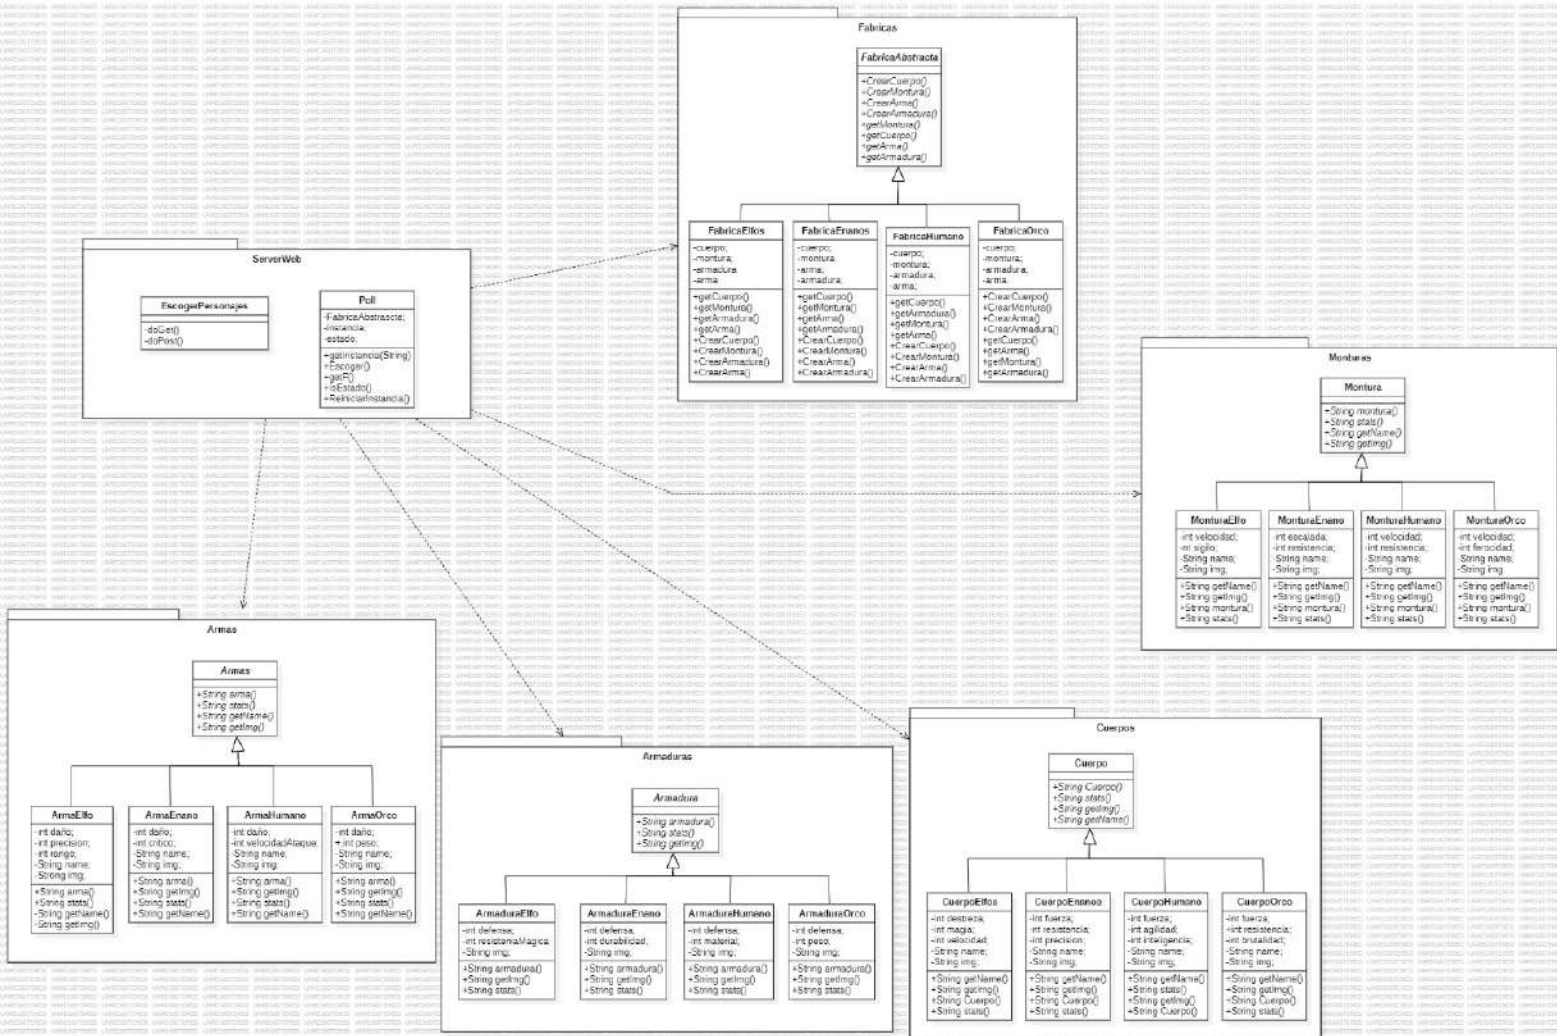 Fabricas
FabricaAbstracta
+CrearCuerpo()
+CrearMontura()
+CrearArma()
+CrearArmadura()
+getMontura()
+getCuerpo()
+getArma()
+getArmadura()
FabricaElfos
-cuerpo;
-montura;
-armadura
-arma
+getCuerpo()
+getMontura()
+getArmadura()
+getArma()
+CrearCuerpo()
+CrearMontura()
+CrearArmadura()
+CrearArma()
FabricaEnanos
-cuerpo;
-montura
-arma;
-armadura;
+getCuerpo()
+getMontura()
+getArma()
+getArmadura()
+CrearCuerpo()
+CrearMontura()
+CrearArma()
+CrearArmadura()
FabricaHumano
-cuerpo;
-montura;
-armadura;
-arma;
+getCuerpo()
+getArmadura()
+getMontura()
+getArma()
+CrearCuerpo()
+CrearMontura()
+CrearArma()
+CrearArmadura()
FabricaOrco
-cuerpo;
-montura;
-armadura;
-arma
+CrearCuerpo()
+CrearMontura()
+CrearArma()
+CrearArmadura()
+getCuerpo()
+getArma()
+getMontura()
+getArmadura()
ServerWeb
EscogerPersonajes
-doGet()
-doPost()
Poll
-FabricaAbstrascta;
-instancia;
-estado;
+getinstancia(String)
+Escoger()
+getF()
+isEstado()
+ReiniciarInstancia()
Monturas
Montura
+String montura()
+String stats()
+String getName()
+String getImg()
MonturaElfo
-int velocidad;
-int sigilo;
-String name;
-String img;
+String getName()
+String getImg()
+String montura()
+String stats()
MonturaEnano
-int escalada;
-int resistencia;
-String name;
-String img;
+String getName()
+String getImg()
+String montura()
+String stats()
MonturaHumano
-int velocidad;
-int resistencia;
-String name;
-String img;
+String getName()
+String getImg()
+String montura()
+String stats()
MonturaOrco
-int velocidad;
-int ferocidad;
-String name;
-String img;
+String getName()
+String getImg()
+String montura()
+String stats()
Armas
Armas
+String arma()
+String stats()
+String getName()
+String getImg()
ArmaElfo
-int daño;
-int precision;
-int rango;
-String name;
-Strong img;
+String arma()
+String stats()
-String getName()
-String getImg()
ArmaEnano
-int daño;
-int critico;
-String name;
-String img;
+String arma()
+String getImg()
+String stats()
+String getName()
ArmaHumano
-int daño;
-int velocidadAtaque;
-String name;
-String img;
+String arma()
+String getImg()
+String stats()
+String getName()
ArmaOrco
-int daño;
+ int peso;
-String name;
-String img;
+String arma()
+String getImg()
+String stats()
+String getName()
Armaduras
Armadura
+String armadura()
+String stats()
+String getImg()
ArmaduraElfo
-int defensa;
-String img;
+String armadura()
+String getImg()
+String stats()
ArmaduraEnano
-int defensa;
-int durabilidad;
-String img;
+String armadura()
+String getImg()
+String stats()
ArmaduraHumano
-int defensa;
-int material;
-String img;
+String armadura()
+String getImg()
+String stats()
ArmaduraOrco
-int defensa;
-int peso;
-String img;
+String armadura()
+String getImg()
+String stats()
Cuerpos
Cuerpo
+String Cuerpo()
+String stats()
+String getImg()
+String getName()
CuerpoElfos
-int destreza;
-int magia;
-int velocidad;
-String name;
-String img;
+String getName()
+String getImg()
+String Cuerpo()
+String stats()
CuerpoEnanos
-int fuerza;
-int resistencia;
-int precision;
-String name;
-String img;
+String getName()
+String getImg()
+String Cuerpo()
+String stats()
CuerpoHumano
-int fuerza;
-int agilidad;
-int inteligencia;
-String name;
-String img;
+String getName()
+String stats()
+String getImg()
+String Cuerpo()
CuerpoOrco
-int fuerza;
+int resistencia;
-int brutalidad;
-String name;
-String img;
+String getName()
+String getImg()
+String Cuerpo()
+String stats()